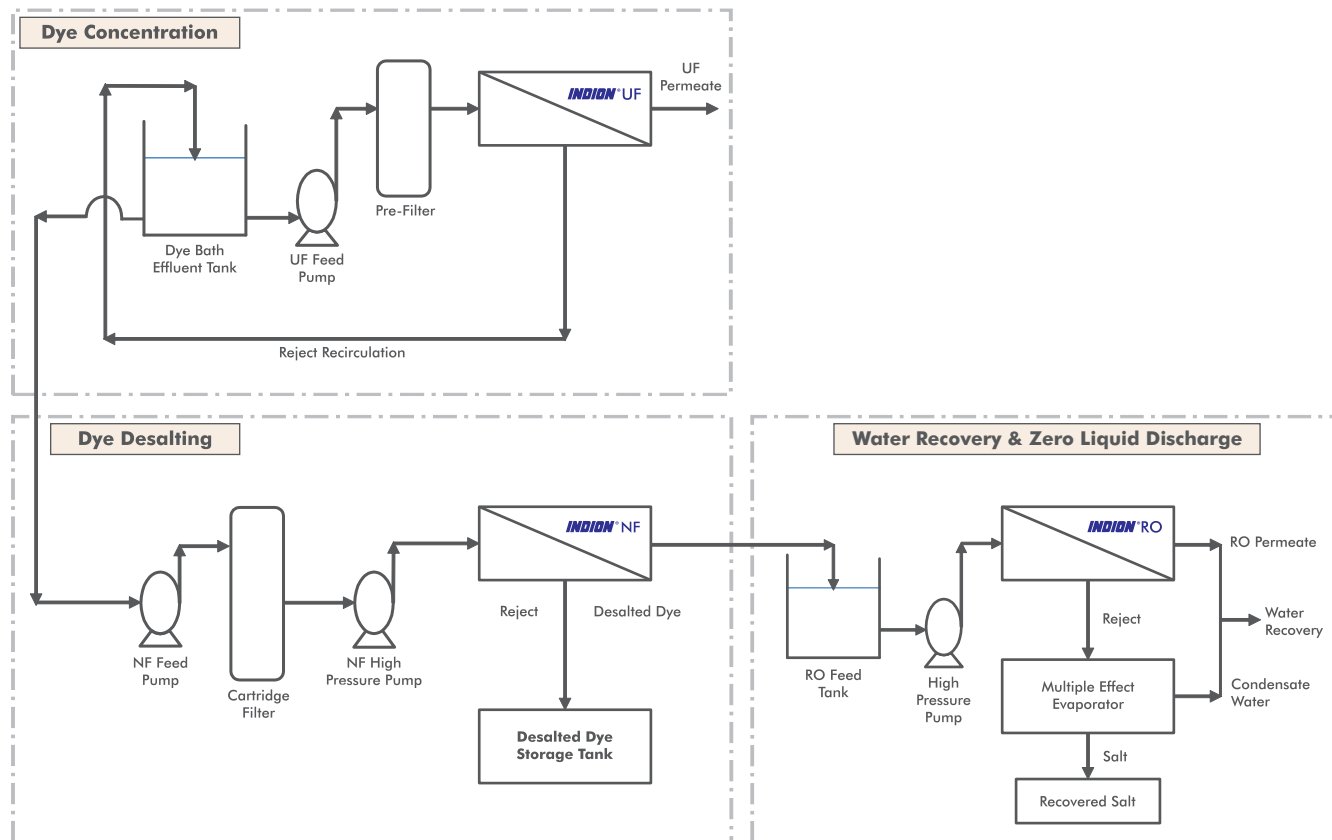 Dye Concentration
UF
Permeate
INDION® UF
Pre-Filter
Dye Bath
Effluent Tank
UF Feed
Pump
Reject Recirculation
Dye Desalting
INDION® NF
Reject
Desalted Dye
NF Feed
Pump
NF High
Pressure Pump
Cartridge
Filter
Desalted Dye
Storage Tank
Water Recovery & Zero Liquid Discharge
INDION® RO
RO Permeate
Reject
Water
Recovery
RO Feed
Tank
High
Pressure
Pump
Multiple Effect
Evaporator
Condensate
Water
Salt
Recovered Salt